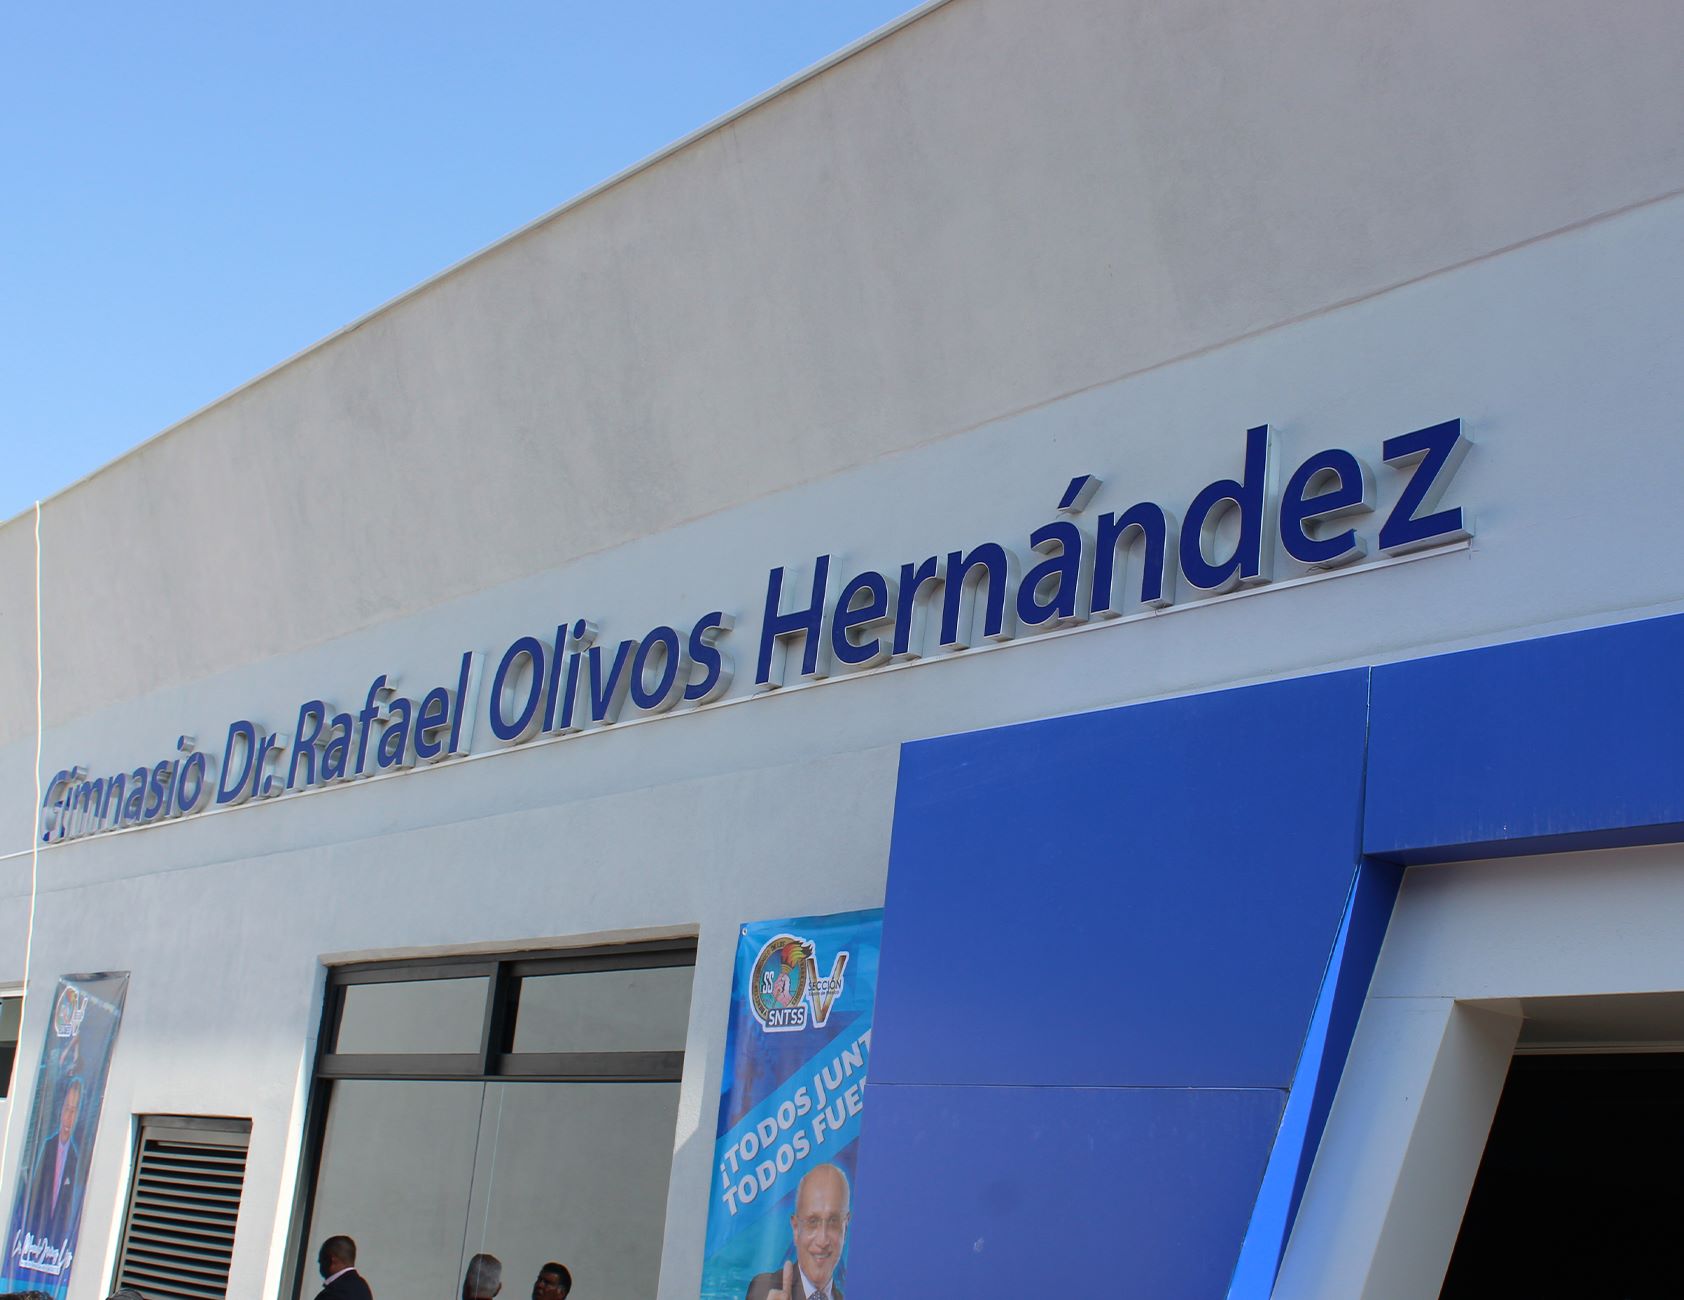 Gimnasio Dr. Rafael Olivos Hernández
SS
SNTSS
SECCIÓN
V
¡TODOS JUNT
TODOS FUE